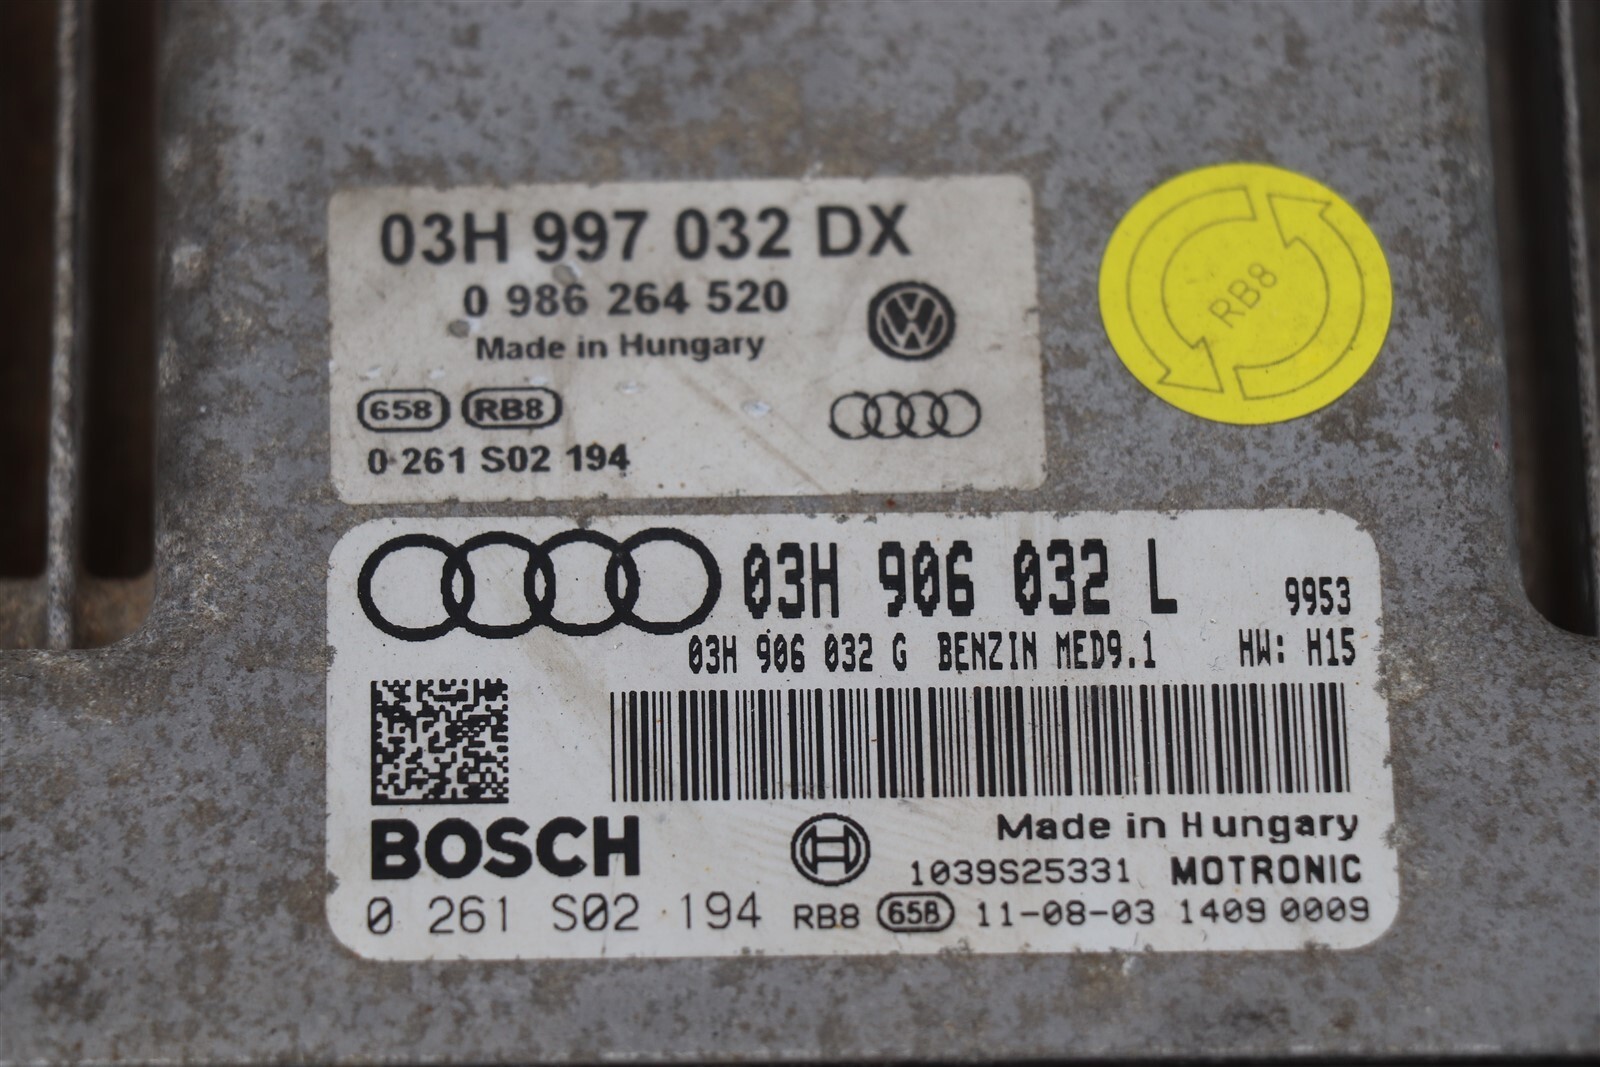 03H 997 032 DX
0 986 264 520
Made in Hungary
658 RB8
0 261 S02 194
RB8
03H 906 032 L 9953
03H 906 032 G BENZIN MED9.1 HW: H15
BOSCH
Made in Hungary
1039S25331 MOTRONIC
0 261 S02 194 RB8 658 11-08-03 1409 0009